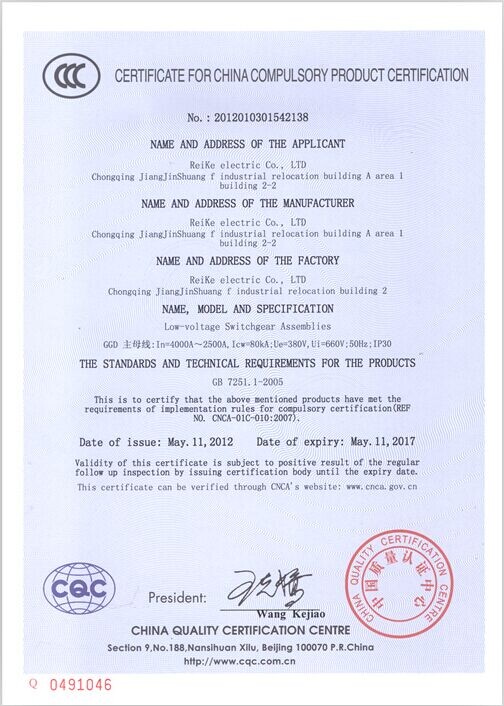 CCC
CERTIFICATE FOR CHINA COMPULSORY PRODUCT CERTIFICATION
No.: 2012010301542138
NAME AND ADDRESS OF THE APPLICANT
ReiKe electric Co., LTD
Chongqing JiangJinShuang f industrial relocation building A area 1
building 2-2
NAME AND ADDRESS OF THE MANUFACTURER
ReiKe electric Co., LTD
Chongqing JiangJinShuang f industrial relocation building A area 1
building 2-2
NAME AND ADDRESS OF THE FACTORY
ReiKe electric Co., LTD
Chongqing JiangJinShuang f industrial relocation building 2
NAME, MODEL AND SPECIFICATION
Low-voltage Switchgear Assemblies
GGD 主母线:In=4000A~2500A,Icw=80kA;Ue=380V,Ui=660V;50Hz;IP30
THE STANDARDS AND TECHNICAL REQUIREMENTS FOR THE PRODUCTS
GB 7251.1-2005
This is to certify that the above mentioned products have met the
requirements of implementation rules for compulsory certification(REF
NO. CNCA-01C-010:2007).
Date of issue: May.11,2012 Date of expiry: May.11,2017
Validity of this certificate is subject to positive result of the regular
follow up inspection by issuing certification body until the expiry date.
This certificate can be verified through CNCA's website: www.cnca.gov.cn
CQC
President:
Wang Kejiao
CHINA QUALITY CERTIFICATION CENTRE
中国质量认证中心
CHINA QUALITY CERTIFICATION CENTRE
Section 9,No.188,Nansihuan Xilu, Beijing 100070 P.R.China
http://www.cqc.com.cn
Q 0491046